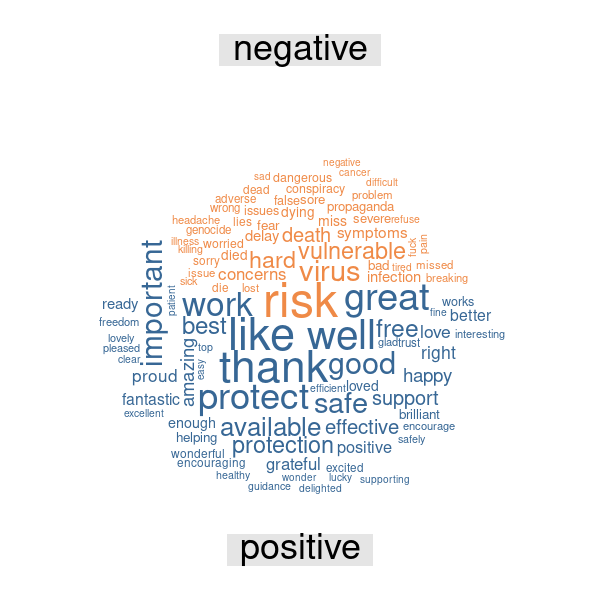 negative
negative
cancer
sad dangerous difficult
dead conspiracy
adverse false sore problem
wrong issues dying propaganda
headache lies fear miss severe refuse
genocide delay death symptoms
illness worried vulnerable fuck pain
killing sorry died hard bad tired missed
issue concerns virus infection breaking
sick die lost risk
important patient work great works
ready fine better
freedom best like well free love interesting
lovely glad trust
pleased top right
clear amazing easy thank good
proud happy
fantastic protect efficient loved safe support
excellent brilliant
enough available effective encourage
helping protection positive safely
wonderful
encouraging grateful excited
healthy wonder lucky supporting
guidance delighted
positive